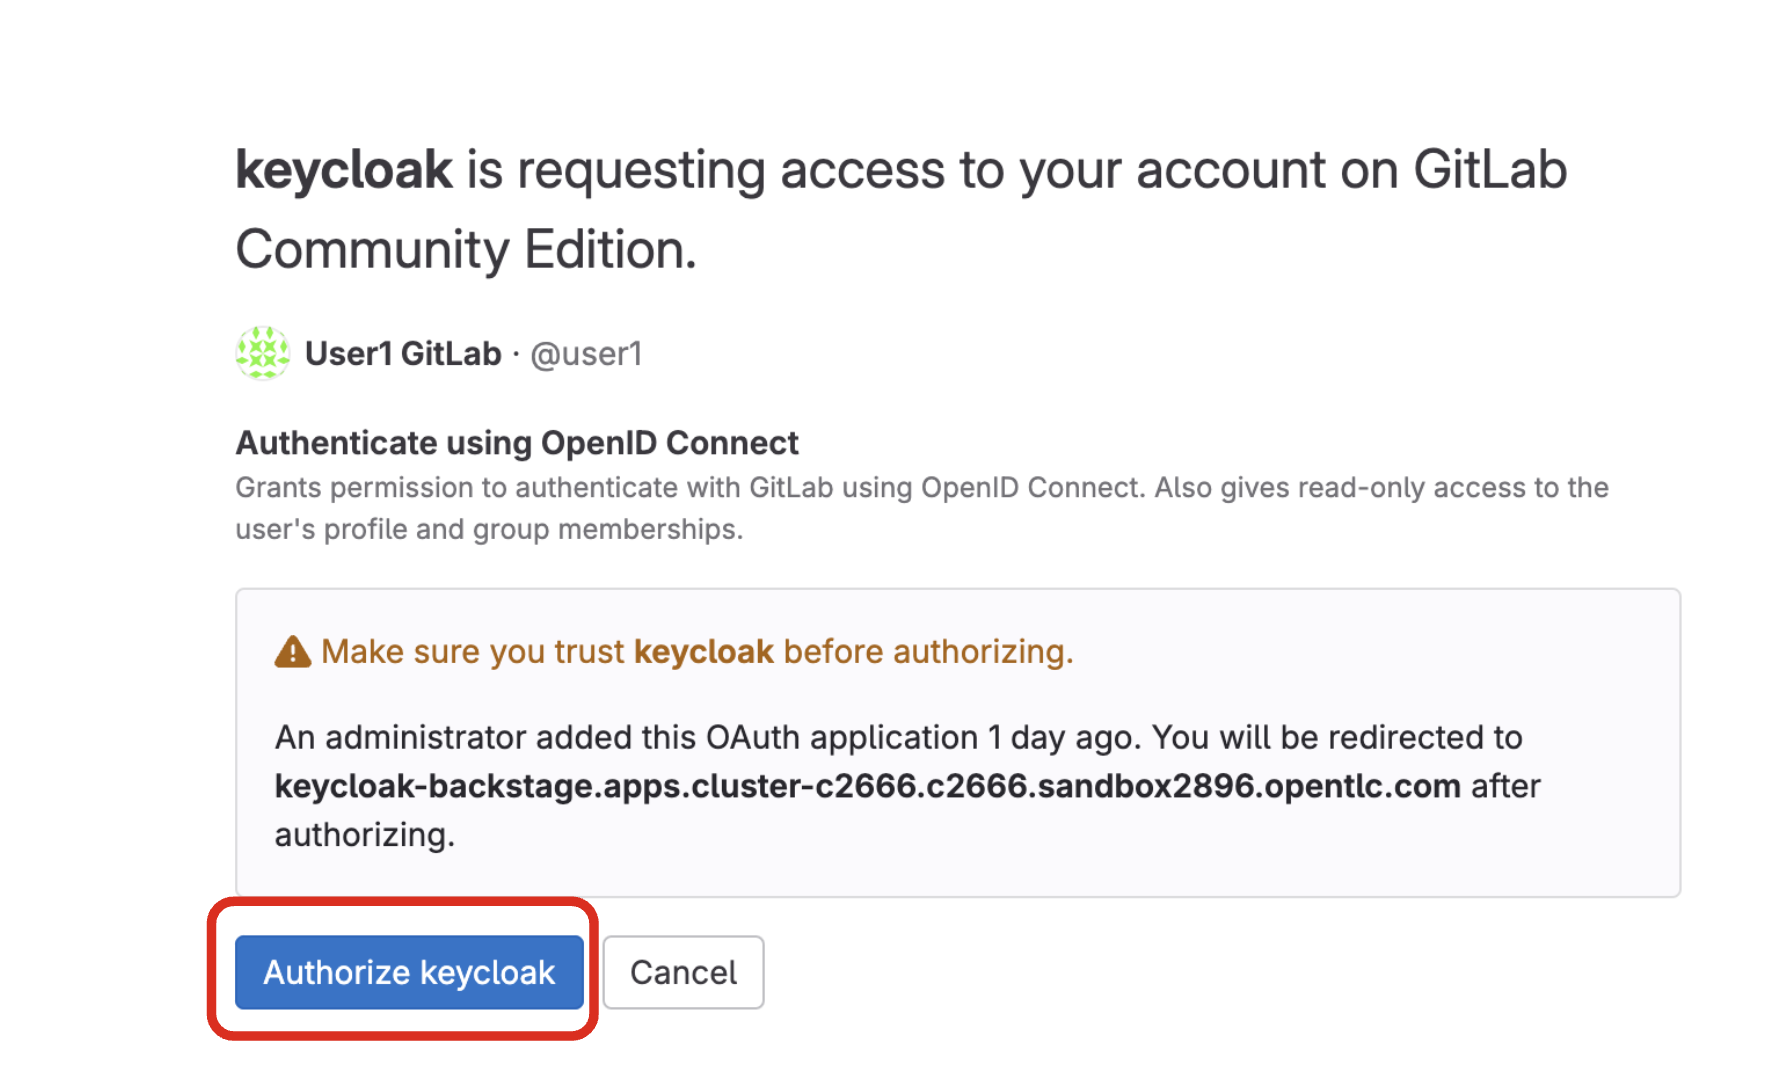 keycloak is requesting access to your account on GitLab
Community Edition.
User1 GitLab · @user1
Authenticate using OpenID Connect
Grants permission to authenticate with GitLab using OpenID Connect. Also gives read-only access to the
user's profile and group memberships.
Make sure you trust keycloak before authorizing.
An administrator added this OAuth application 1 day ago. You will be redirected to
keycloak-backstage.apps.cluster-c2666.c2666.sandbox2896.opentlc.com after
authorizing.
Authorize keycloak Cancel